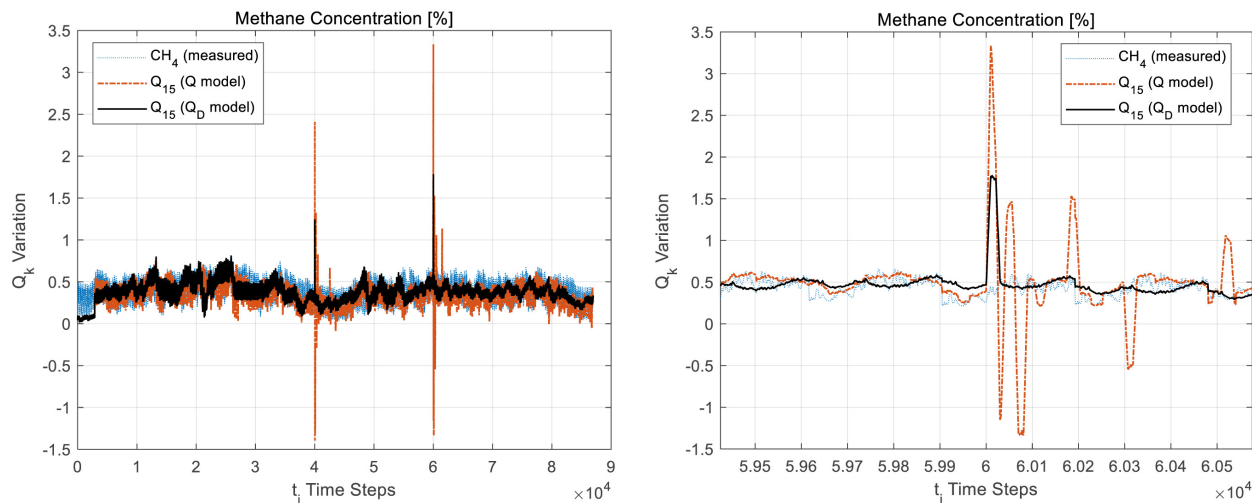 Methane Concentration [%]
3.5
3
2.5
2
1.5
1
0.5
0
-0.5
-1
-1.5
Q_k Variation
CH_4 (measured)
Q_15 (Q model)
Q_15 (Q_D model)
0 1 2 3 4 5 6 7 8 9
t_i Time Steps
×10^4
Methane Concentration [%]
3.5
3
2.5
2
1.5
1
0.5
0
-0.5
-1
-1.5
Q_k Variation
CH_4 (measured)
Q_15 (Q model)
Q_15 (Q_D model)
5.95 5.96 5.97 5.98 5.99 6 6.01 6.02 6.03 6.04 6.05
t_i Time Steps
×10^4